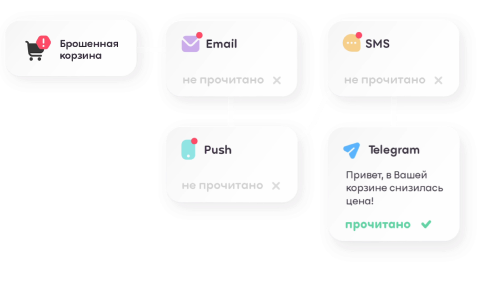 Брошенная
корзина
Email
не прочитано
SMS
не прочитано
Push
не прочитано
Telegram
Привет, в Вашей
корзине снизилась
цена!
прочитано